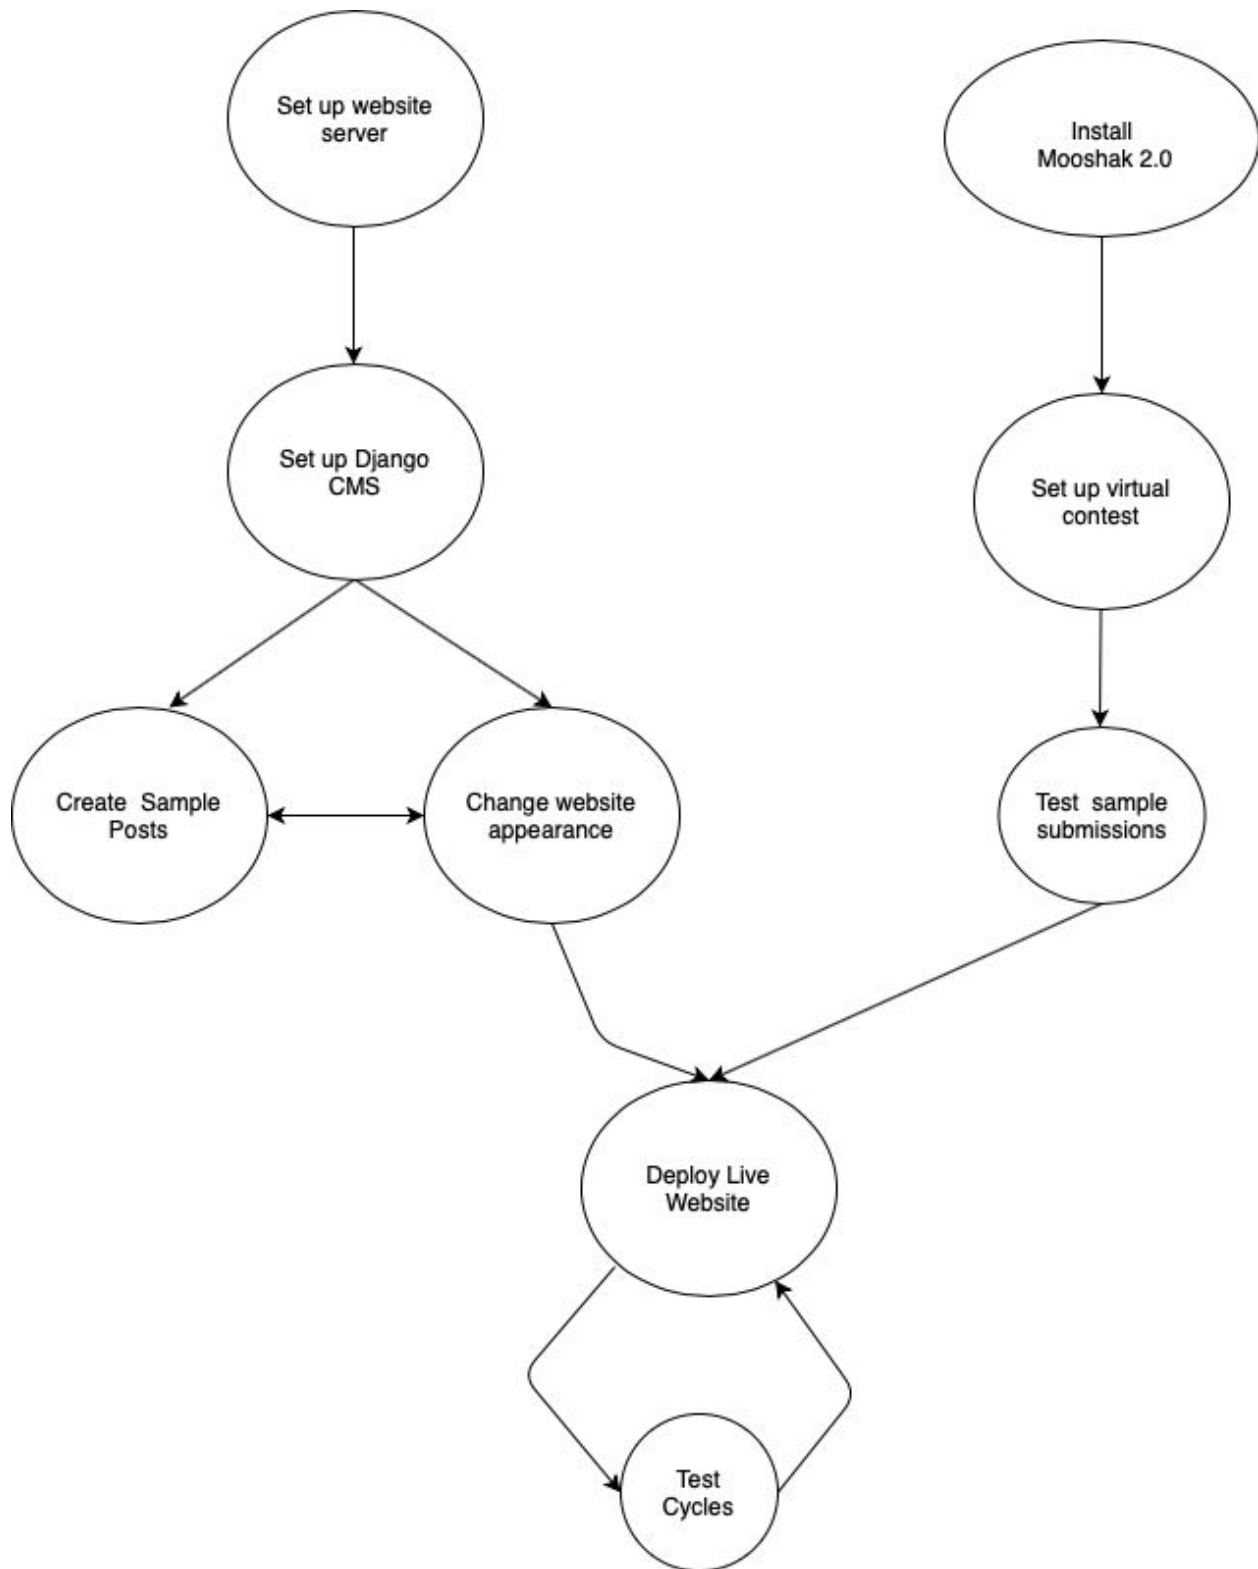 Set up website
server
Install
Mooshak 2.0
Set up Django
CMS
Set up virtual
contest
Create  Sample
Posts
Change website
appearance
Test  sample
submissions
Deploy Live
Website
Test
Cycles